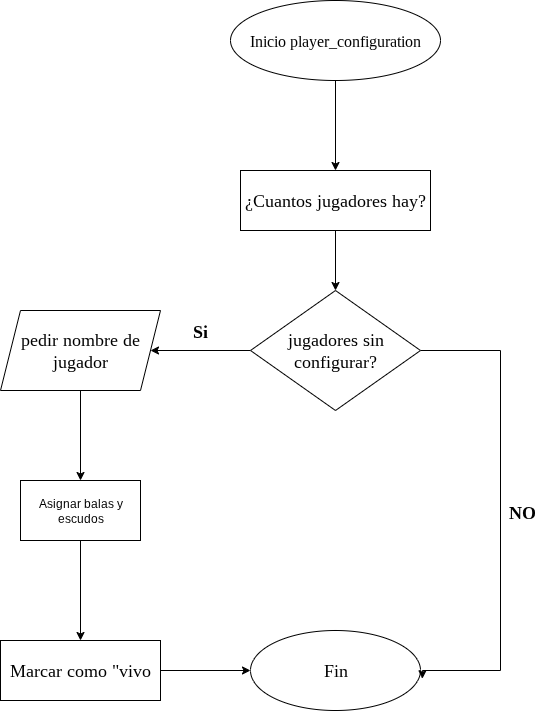 Inicio player_configuration
¿Cuantos jugadores hay?
jugadores sin
configurar?
Si
pedir nombre de
jugador
Asignar balas y
escudos
NO
Marcar como "vivo
Fin